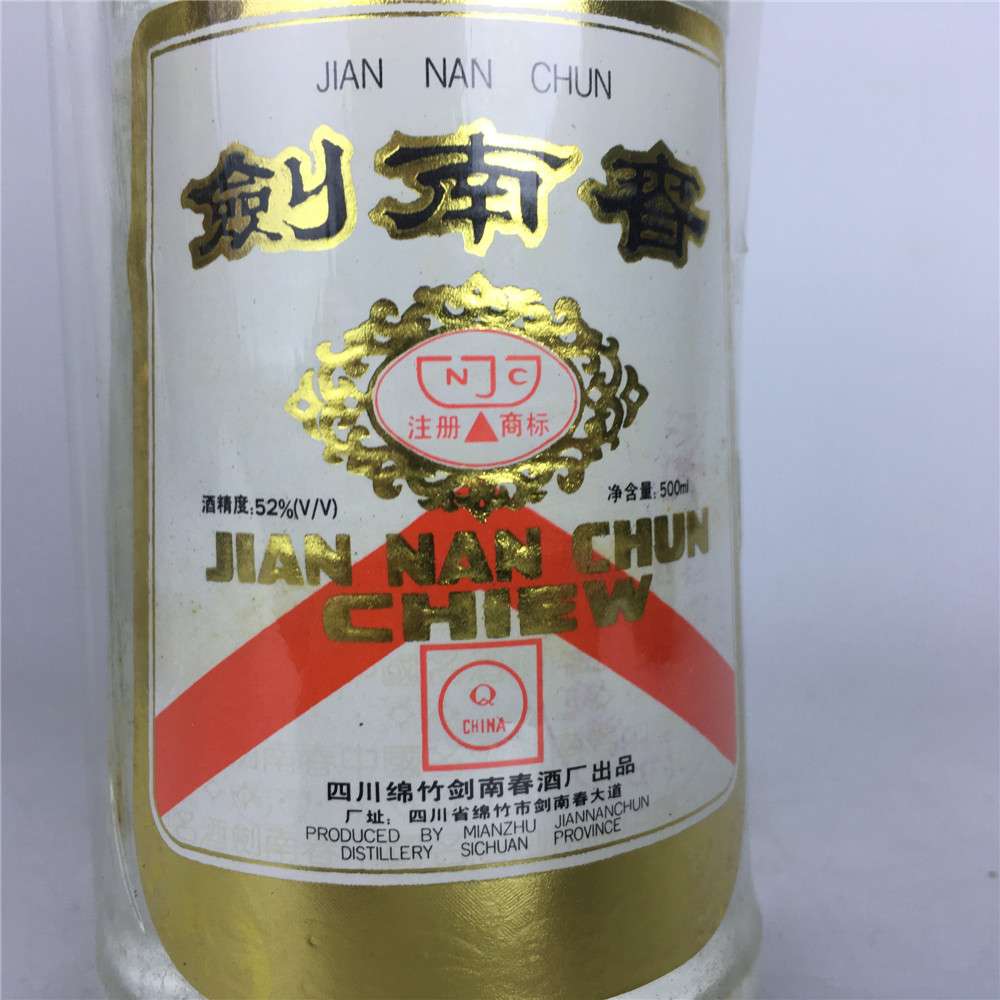 JIAN NAN CHUN
劍南春
NJC
注册 商标
酒精度:52%(V/V)
净含量:500ml
JIAN NAN CHUN
CHIEW
Q
CHINA
四川绵竹剑南春酒厂出品
厂址: 四川省绵竹市剑南春大道
PRODUCED BY MIANZHU JIANNANCHUN
DISTILLERY SICHUAN PROVINCE